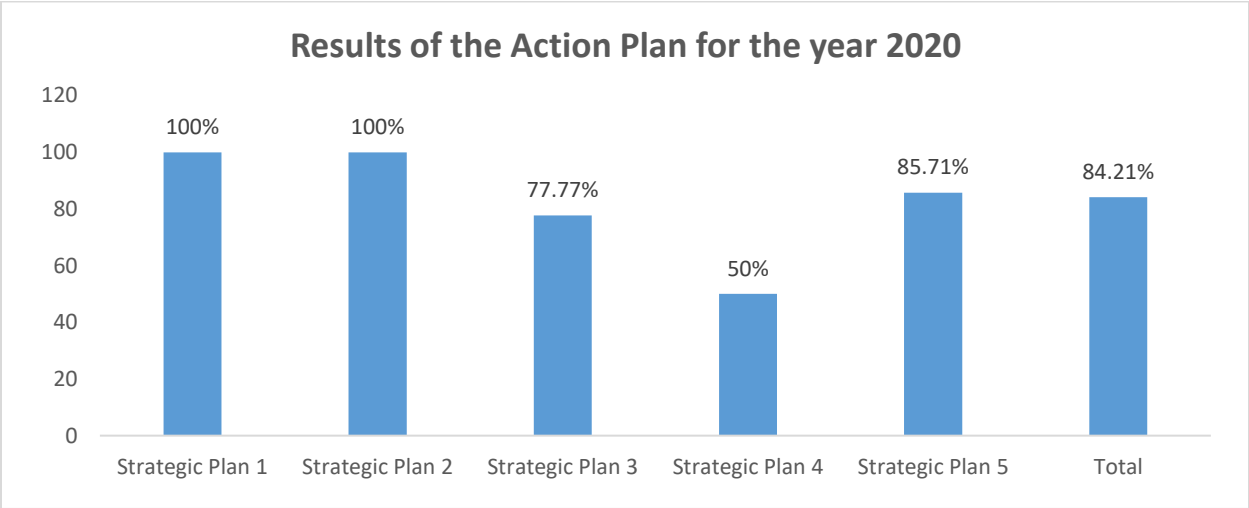 Results of the Action Plan for the year 2020
120
100
80
60
40
20
0
100%
100%
77.77%
50%
85.71%
84.21%
Strategic Plan 1
Strategic Plan 2
Strategic Plan 3
Strategic Plan 4
Strategic Plan 5
Total